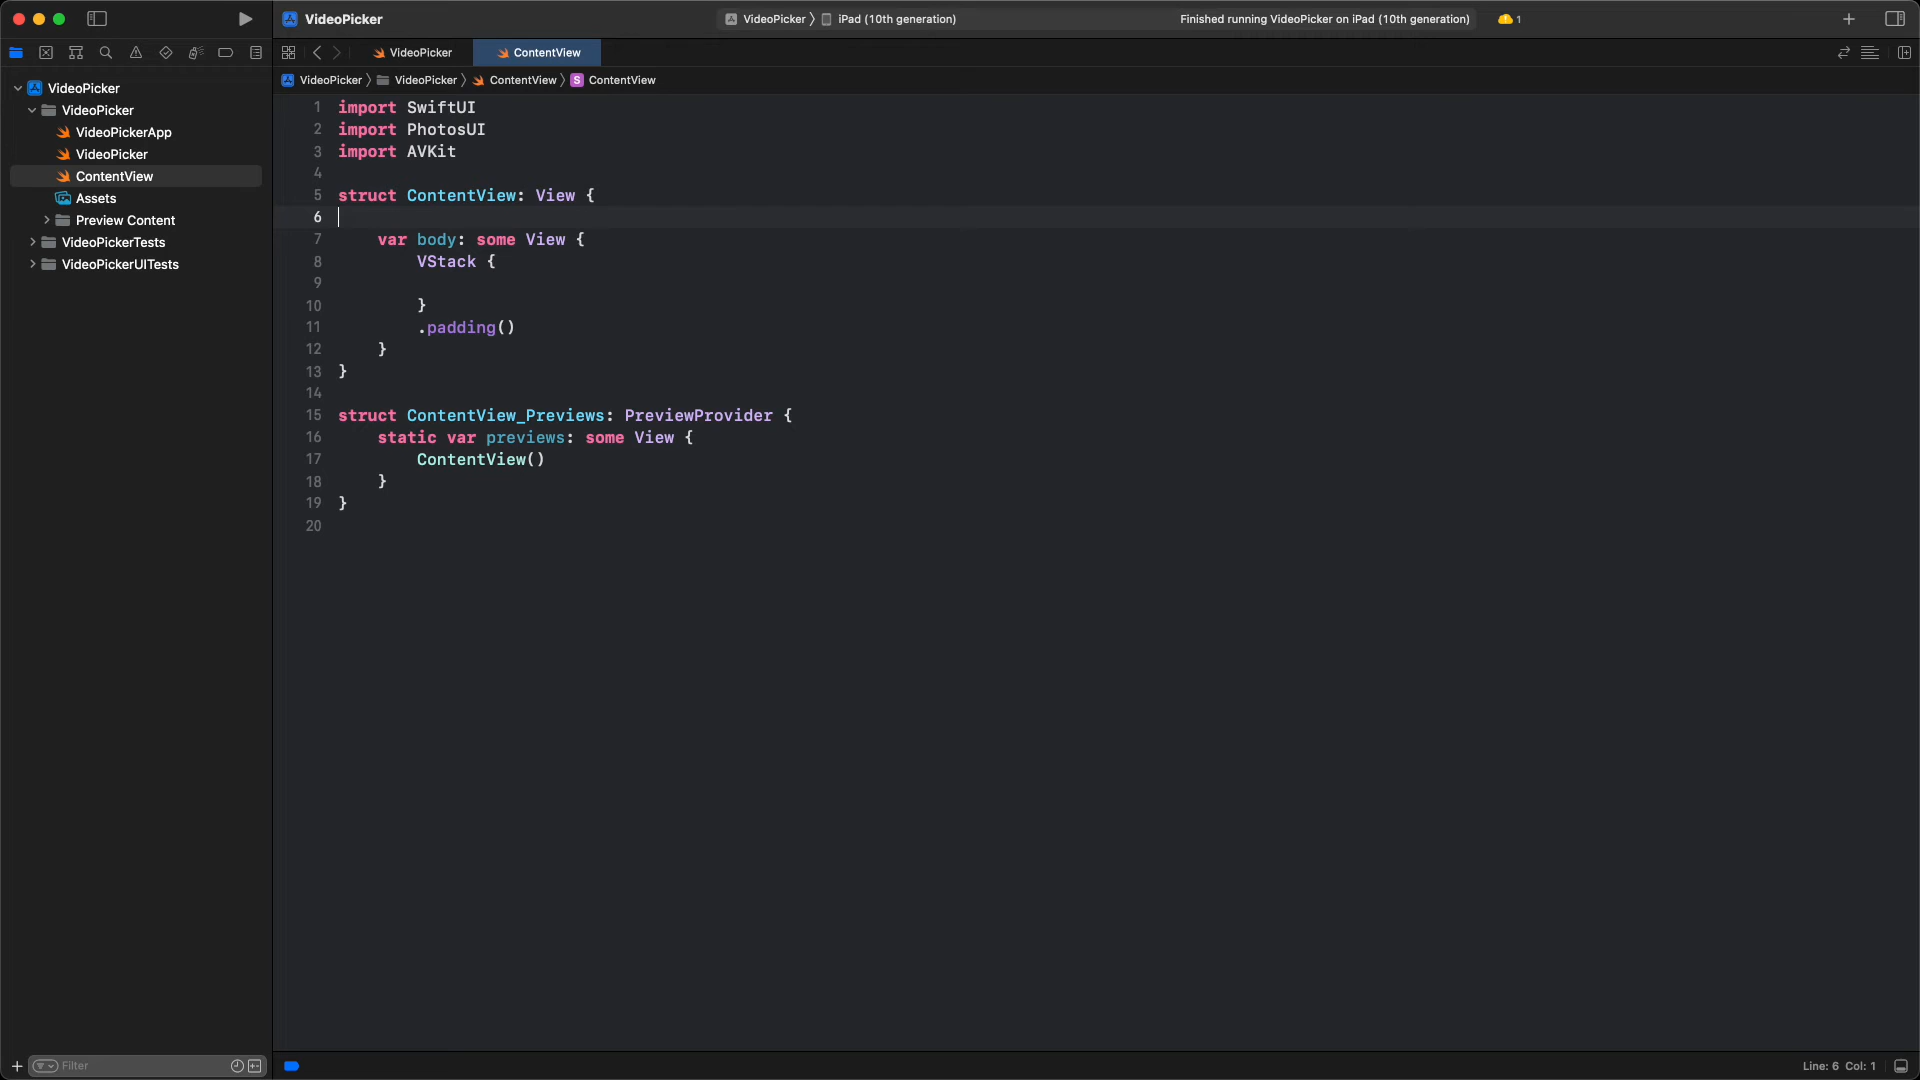 VideoPicker
VideoPicker
iPad (10th generation)
Finished running VideoPicker on iPad (10th generation)
1
VideoPicker
ContentView
VideoPicker
VideoPicker
ContentView
ContentView
VideoPicker
VideoPicker
VideoPickerApp
VideoPicker
ContentView
Assets
Preview Content
VideoPickerTests
VideoPickerUITests
1 import SwiftUI
2 import PhotosUI
3 import AVKit
4
5 struct ContentView: View {
6
7 var body: some View {
8 VStack {
9
10 }
11 .padding()
12 }
13 }
14
15 struct ContentView_Previews: PreviewProvider {
16 static var previews: some View {
17 ContentView()
18 }
19 }
20
Filter
Line: 6 Col: 1